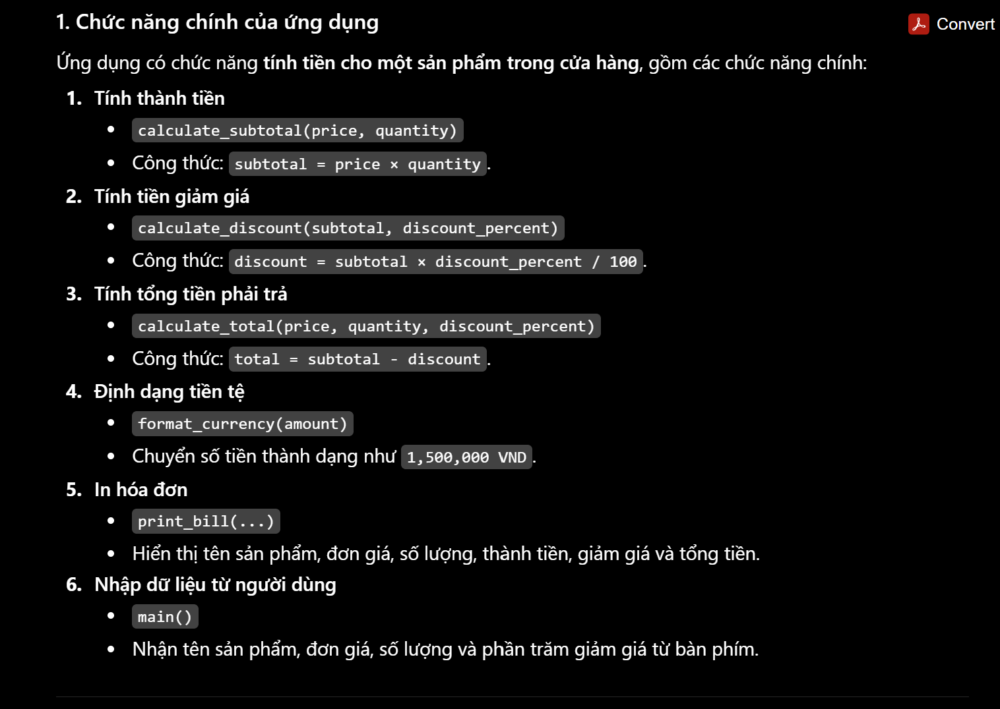 1. Chức năng chính của ứng dụng
Convert
Ứng dụng có chức năng tính tiền cho một sản phẩm trong cửa hàng, gồm các chức năng chính:
1. Tính thành tiền
• calculate_subtotal(price, quantity)
• Công thức: subtotal = price × quantity.
2. Tính tiền giảm giá
• calculate_discount(subtotal, discount_percent)
• Công thức: discount = subtotal × discount_percent / 100.
3. Tính tổng tiền phải trả
• calculate_total(price, quantity, discount_percent)
• Công thức: total = subtotal - discount.
4. Định dạng tiền tệ
• format_currency(amount)
• Chuyển số tiền thành dạng như 1,500,000 VND.
5. In hóa đơn
• print_bill(...)
• Hiển thị tên sản phẩm, đơn giá, số lượng, thành tiền, giảm giá và tổng tiền.
6. Nhập dữ liệu từ người dùng
• main()
• Nhận tên sản phẩm, đơn giá, số lượng và phần trăm giảm giá từ bàn phím.